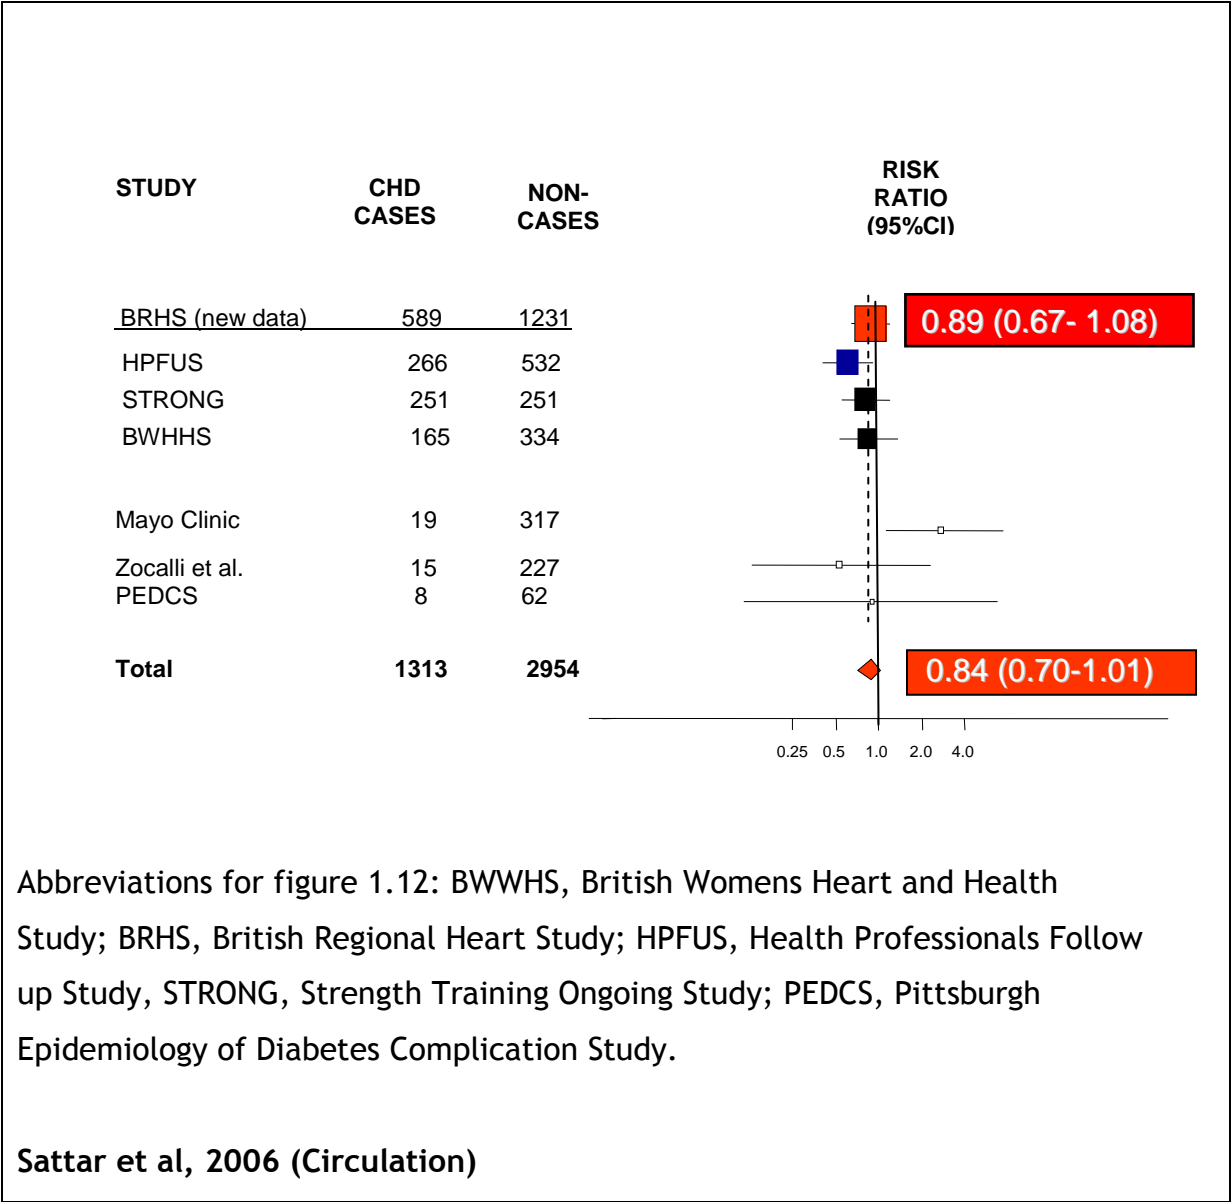 STUDY CHD CASES NON-CASES RISK RATIO (95%CI)
BRHS (new data) 589 1231 0.89 (0.67- 1.08)
HPFUS 266 532
STRONG 251 251
BWHHS 165 334
Mayo Clinic 19 317
Zocalli et al. 15 227
PEDCS 8 62
Total 1313 2954 0.84 (0.70-1.01)
0.25 0.5 1.0 2.0 4.0
Abbreviations for figure 1.12: BWWHS, British Womens Heart and Health
Study; BRHS, British Regional Heart Study; HPFUS, Health Professionals Follow
up Study, STRONG, Strength Training Ongoing Study; PEDCS, Pittsburgh
Epidemiology of Diabetes Complication Study.
Sattar et al, 2006 (Circulation)